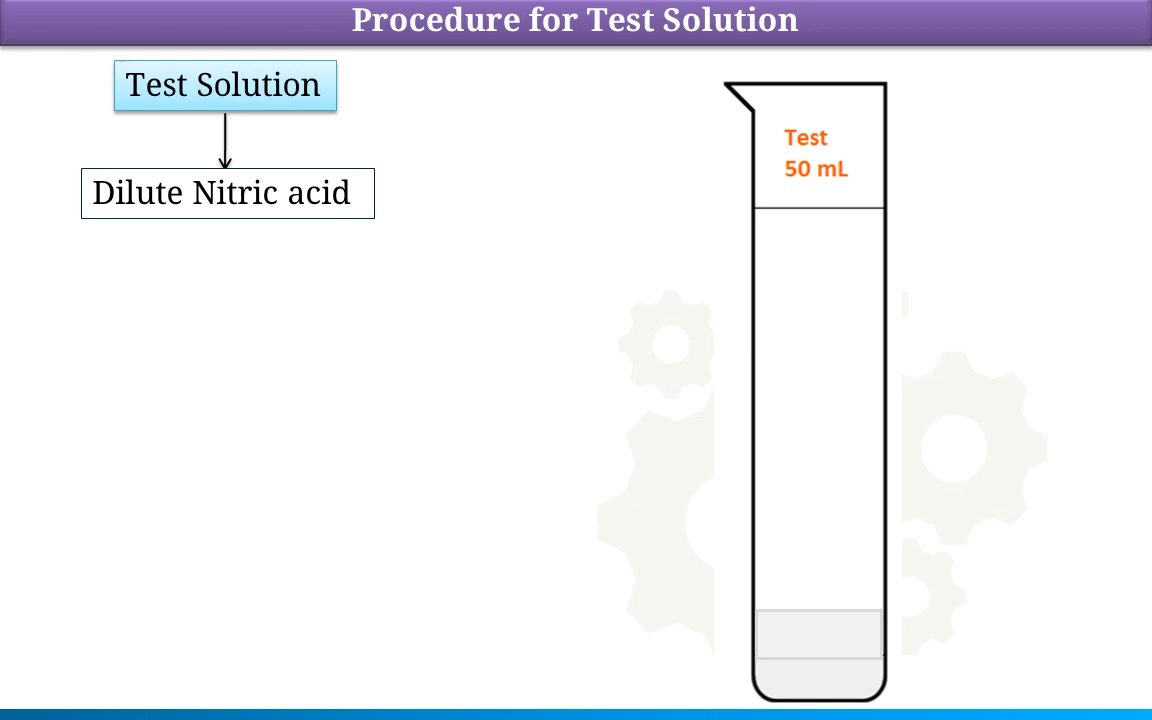 Procedure for Test Solution
Test Solution
Dilute Nitric acid
Test
50 mL